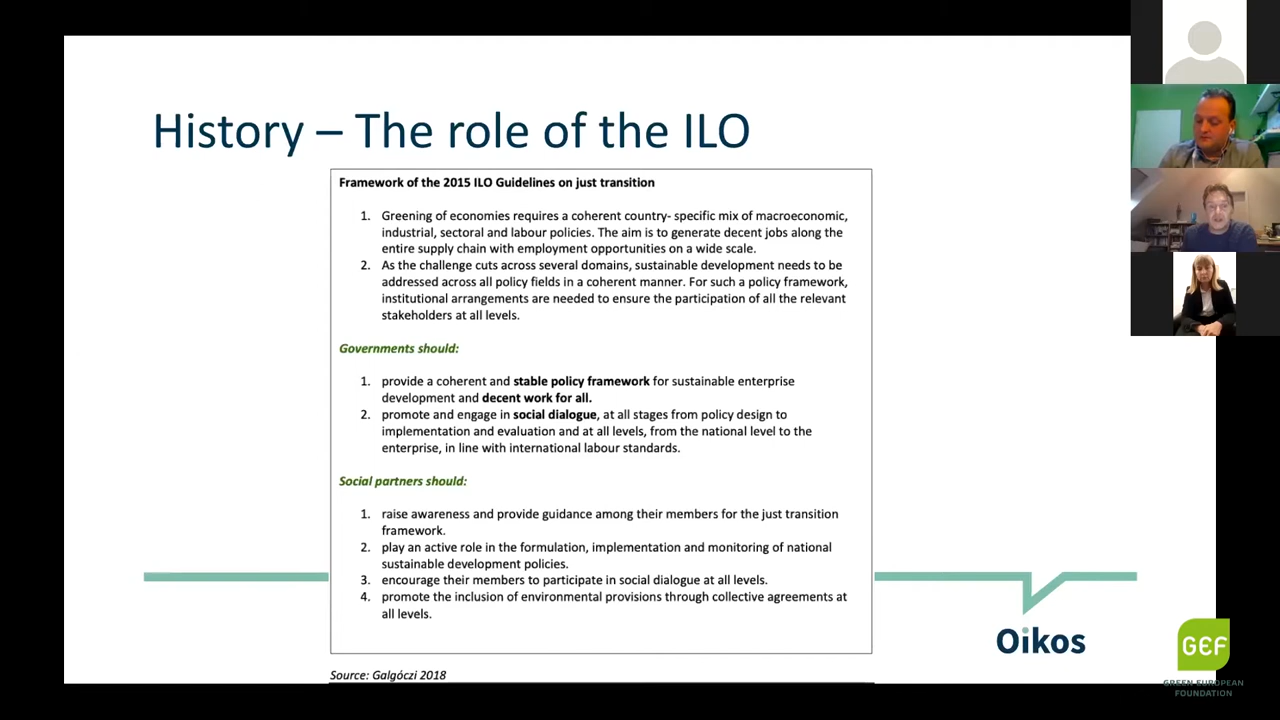 History – The role of the ILO
Framework of the 2015 ILO Guidelines on just transition
1. Greening of economies requires a coherent country- specific mix of macroeconomic,
industrial, sectoral and labour policies. The aim is to generate decent jobs along the
entire supply chain with employment opportunities on a wide scale.
2. As the challenge cuts across several domains, sustainable development needs to be
addressed across all policy fields in a coherent manner. For such a policy framework,
institutional arrangements are needed to ensure the participation of all the relevant
stakeholders at all levels.
Governments should:
1. provide a coherent and stable policy framework for sustainable enterprise
development and decent work for all.
2. promote and engage in social dialogue, at all stages from policy design to
implementation and evaluation and at all levels, from the national level to the
enterprise, in line with international labour standards.
Social partners should:
1. raise awareness and provide guidance among their members for the just transition
framework.
2. play an active role in the formulation, implementation and monitoring of national
sustainable development policies.
3. encourage their members to participate in social dialogue at all levels.
4. promote the inclusion of environmental provisions through collective agreements at
all levels.
Source: Galgóczi 2018
Oikos
GEF
GREEN EUROPEAN
FOUNDATION